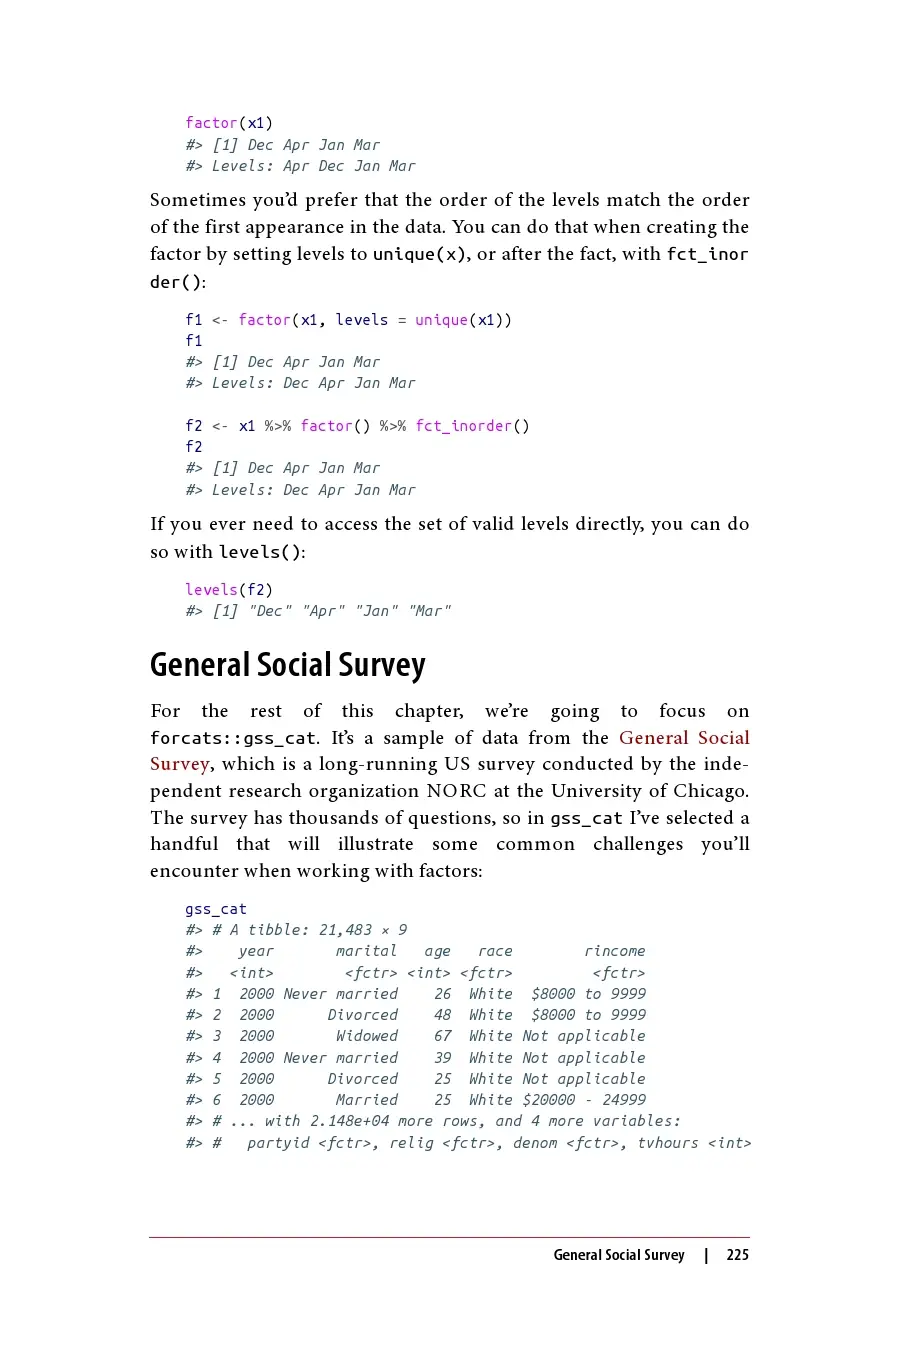 factor(x1)
#> [1] Dec Apr Jan Mar
#> Levels: Apr Dec Jan Mar
Sometimes you’d prefer that the order of the levels match the order
of the first appearance in the data. You can do that when creating the
factor by setting levels to unique(x), or after the fact, with fct_inor
der():
f1 <- factor(x1, levels = unique(x1))
f1
#> [1] Dec Apr Jan Mar
#> Levels: Dec Apr Jan Mar
f2 <- x1 %>% factor() %>% fct_inorder()
f2
#> [1] Dec Apr Jan Mar
#> Levels: Dec Apr Jan Mar
If you ever need to access the set of valid levels directly, you can do
so with levels():
levels(f2)
#> [1] "Dec" "Apr" "Jan" "Mar"
General Social Survey
For the rest of this chapter, we’re going to focus on
forcats::gss_cat. It’s a sample of data from the General Social
Survey, which is a long-running US survey conducted by the inde-
pendent research organization NORC at the University of Chicago.
The survey has thousands of questions, so in gss_cat I’ve selected a
handful that will illustrate some common challenges you’ll
encounter when working with factors:
gss_cat
#> # A tibble: 21,483 × 9
#>    year       marital   age   race        rincome
#>   <int>        <fctr> <int> <fctr>         <fctr>
#> 1  2000 Never married    26  White  $8000 to 9999
#> 2  2000      Divorced    48  White  $8000 to 9999
#> 3  2000       Widowed    67  White Not applicable
#> 4  2000 Never married    39  White Not applicable
#> 5  2000      Divorced    25  White Not applicable
#> 6  2000       Married    25  White $20000 - 24999
#> # ... with 2.148e+04 more rows, and 4 more variables:
#> #   partyid <fctr>, relig <fctr>, denom <fctr>, tvhours <int>
General Social Survey | 225